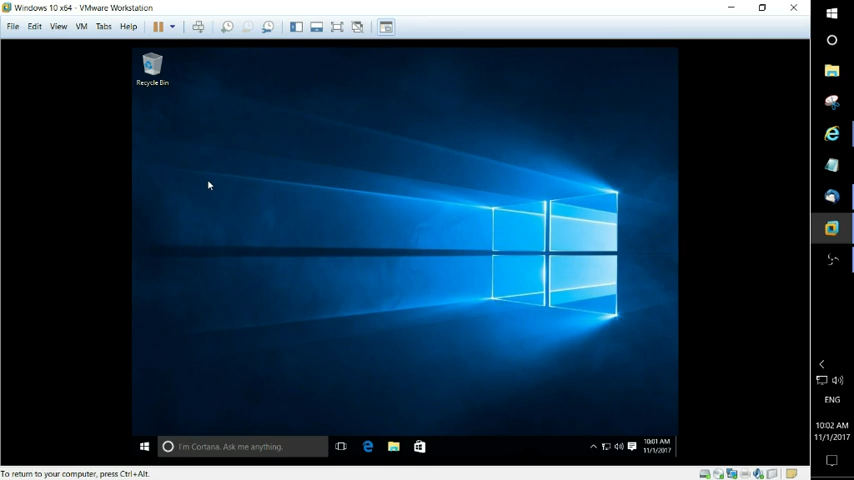 Windows 10 x64 - VMware Workstation
File Edit View VM Tabs Help
Recycle Bin
I'm Cortana. Ask me anything.
10:01 AM
11/1/2017
ENG
10:02 AM
11/1/2017
To return to your computer, press Ctrl+Alt.